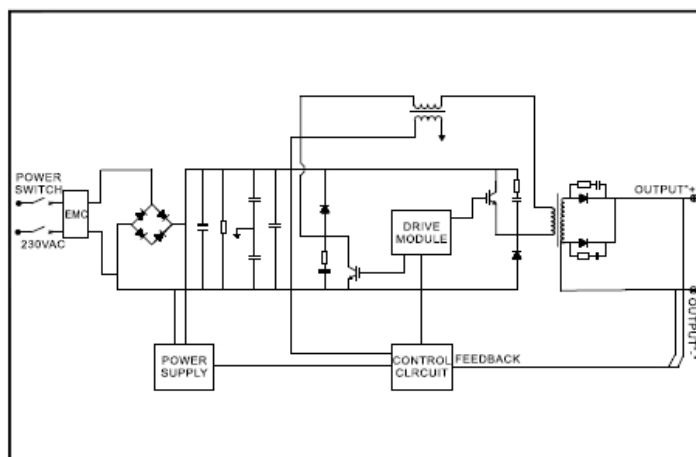 POWER
SWITCH
EMC
230VAC
DRIVE
MODULE
OUTPUT"+
OUTPUT"-"
POWER
SUPPLY
CONTROL
CLRCUIT
FEEDBACK